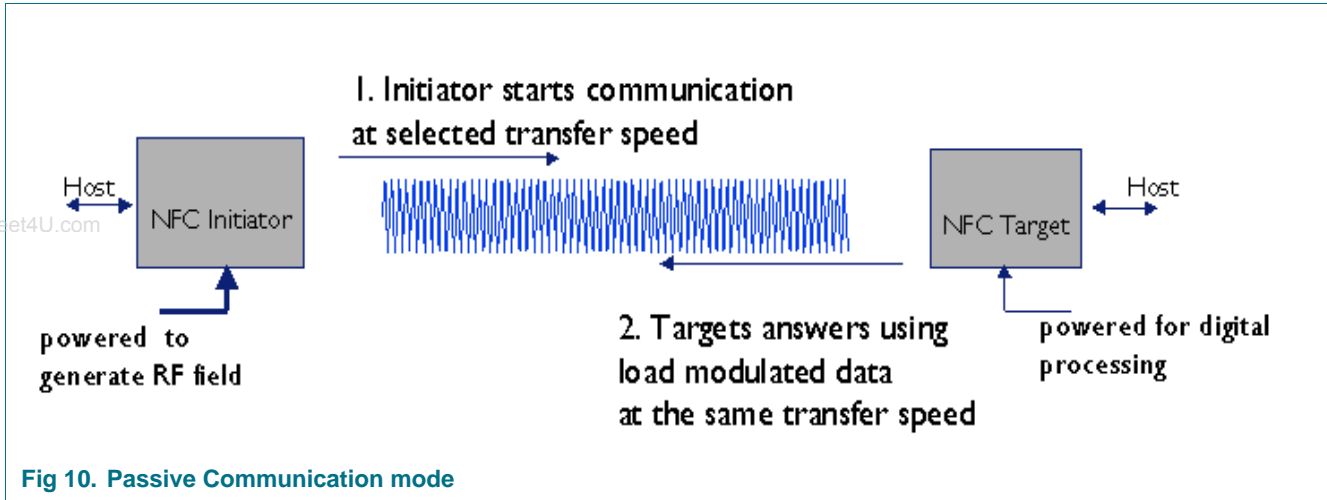 1. Initiator starts communication
at selected transfer speed
Host
NFC Initiator
eet4U.com
powered to
generate RF field
Host
NFC Target
2. Targets answers using
load modulated data
at the same transfer speed
powered for digital
processing
Fig 10. Passive Communication mode